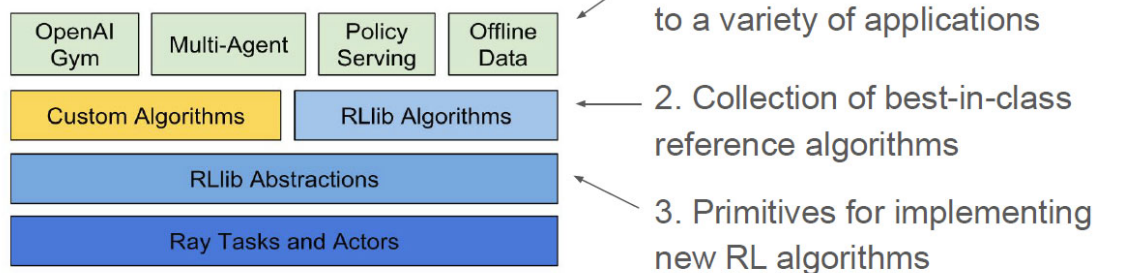 OpenAI
Gym
Multi-Agent
Policy
Serving
Offline
Data
to a variety of applications
Custom Algorithms
RLlib Algorithms
2. Collection of best-in-class
reference algorithms
RLlib Abstractions
3. Primitives for implementing
new RL algorithms
Ray Tasks and Actors